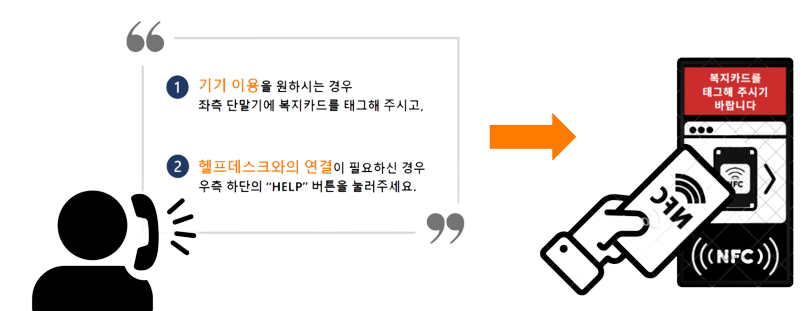 1 기기 이용을 원하시는 경우
좌측 단말기에 복지카드를 태그해 주시고,
2 헬프데스크와의 연결이 필요하신 경우
우측 하단의 “HELP” 버튼을 눌러주세요.
복지카드를
태그해 주시기
바랍니다
NFC
NFC
NFC